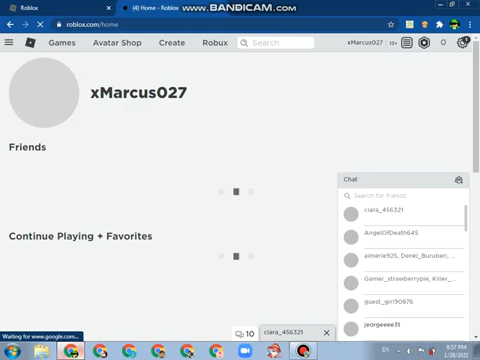 Roblox
(4) Home - Roblox
WWW.BANDICAM.COM
roblox.com/home
Games
Avatar Shop
Create
Robux
Search
xMarcus027 : 13+
0
1
xMarcus027
Friends
Continue Playing + Favorites
Chat
Search for friends
ciara_456321
AngelOfDeath645
aimerie925, Denki_Buruberi, ...
Gamer_strawberrypie, Killer_...
guest_girl90876
jeorgeeee31
10
ciara_456321
Waiting for www.google.com...
EN
8:57 PM
1/28/2021